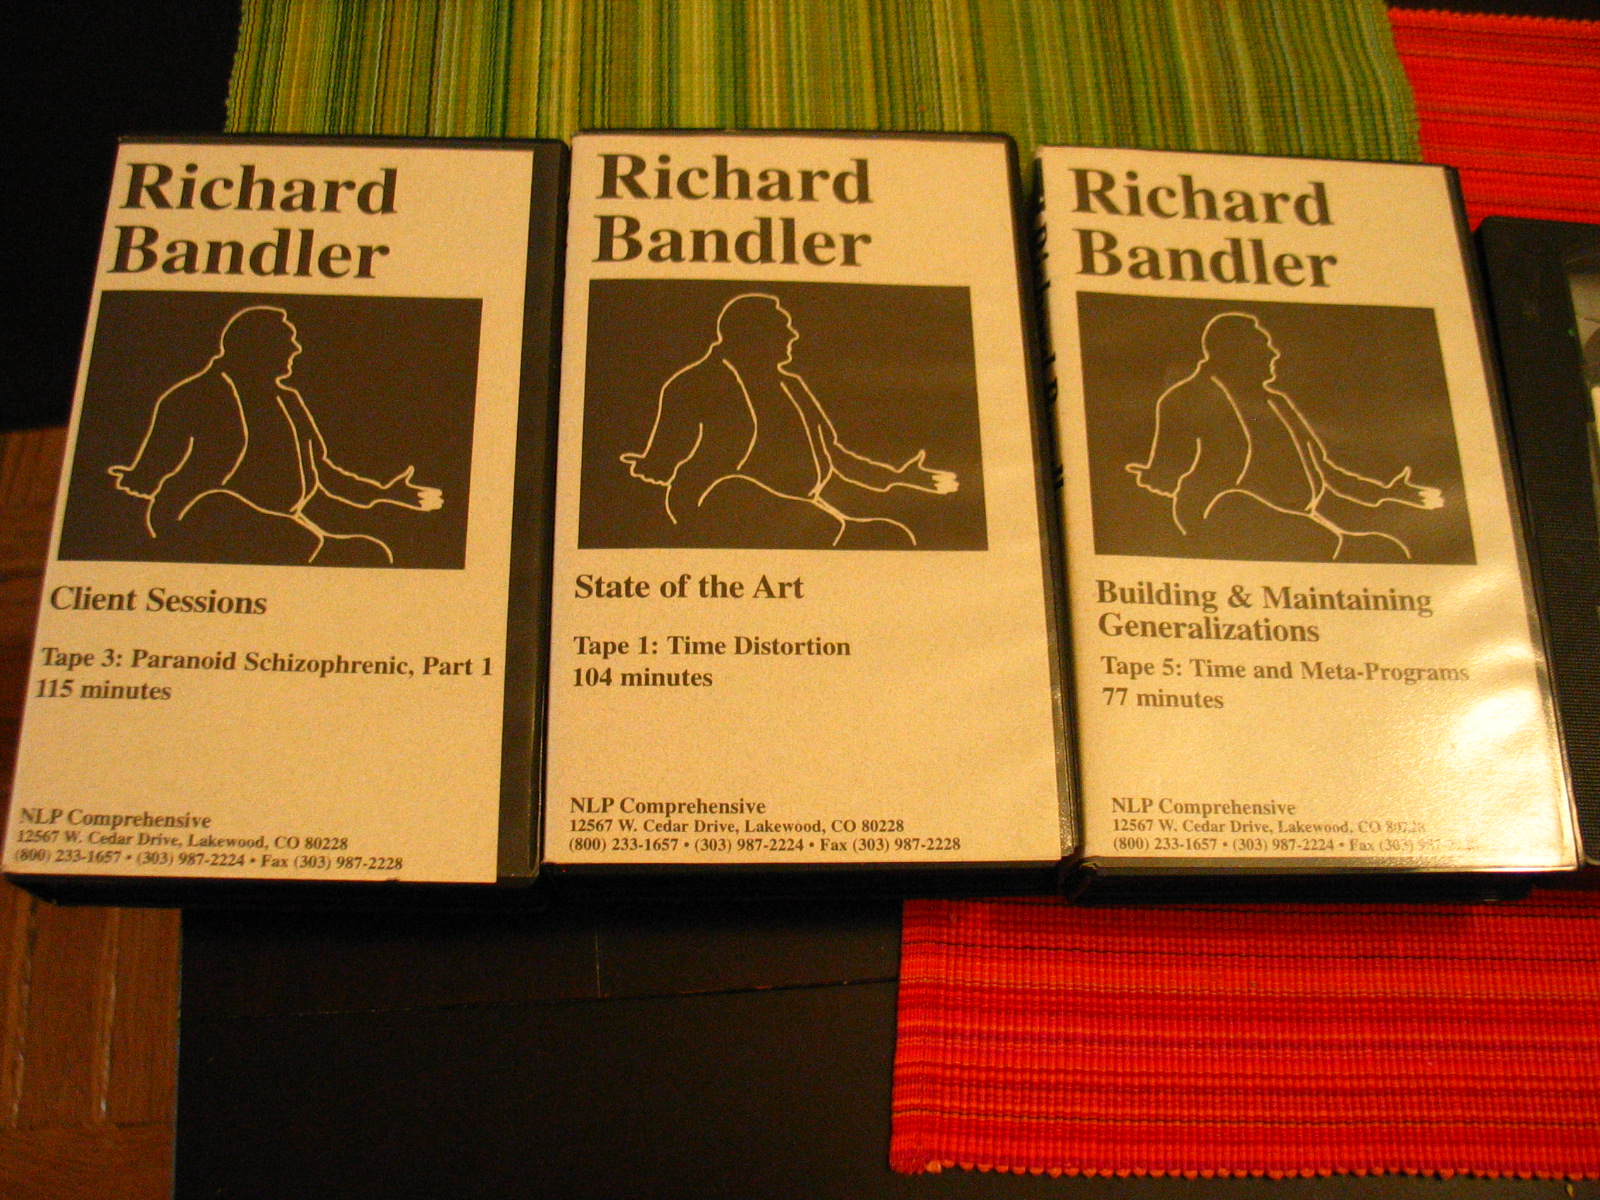 Richard
Bandler
Client Sessions
Tape 3: Paranoid Schizophrenic, Part 1
115 minutes
NLP Comprehensive
12567 W. Cedar Drive, Lakewood, CO 80228
(800) 233-1657 • (303) 987-2224 • Fax (303) 987-2228
Richard
Bandler
State of the Art
Tape 1: Time Distortion
104 minutes
NLP Comprehensive
12567 W. Cedar Drive, Lakewood, CO 80228
(800) 233-1657 • (303) 987-2224 • Fax (303) 987-2228
Richard
Bandler
Building & Maintaining
Generalizations
Tape 5: Time and Meta-Programs
77 minutes
NLP Comprehensive
12567 W. Cedar Drive, Lakewood, CO 80228
(800) 233-1657 • (303) 987-2224 • Fax (303)